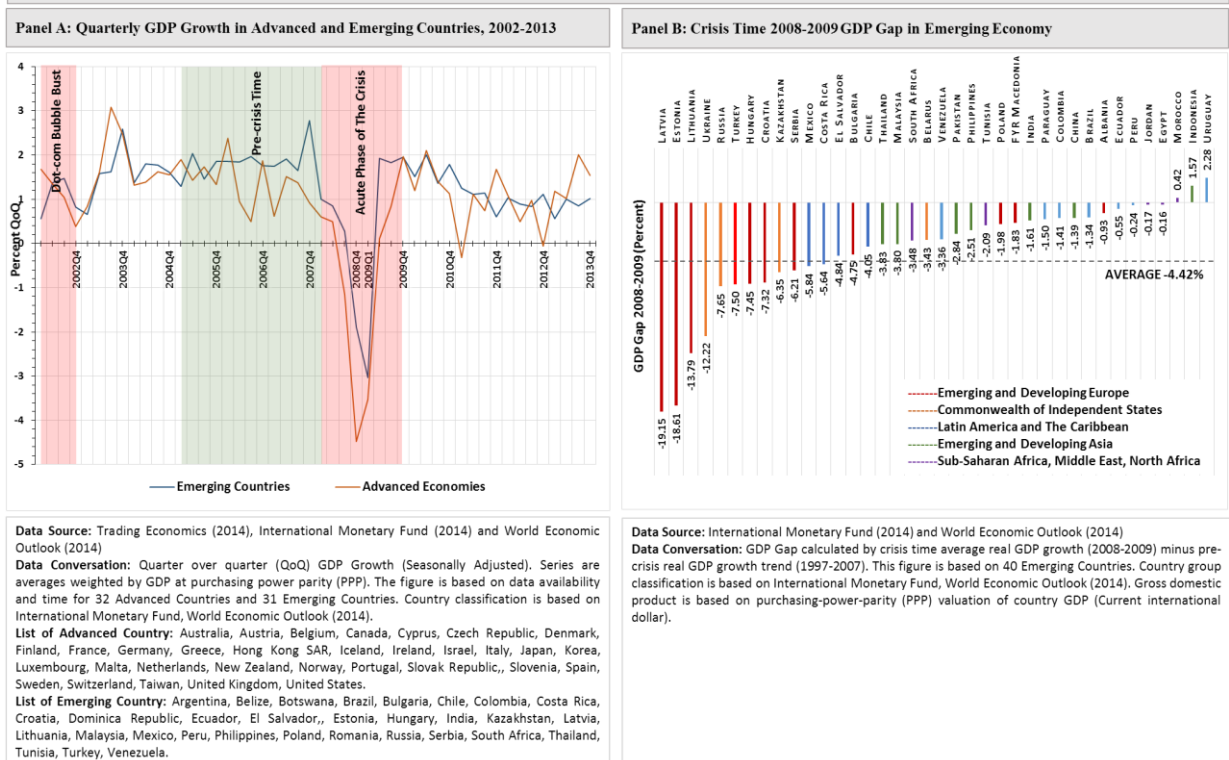 Panel A: Quarterly GDP Growth in Advanced and Emerging Countries, 2002-2013
4
3
2
1
0
-1
-2
-3
-4
-5
Percent QoQ
Dot-com Bubble Bust
Pre-crisis Time
Acute Phase of The Crisis
2002Q4
2003Q4
2004Q4
2005Q4
2006Q4
2007Q4
2008Q4
2009Q1
2009Q4
2010Q4
2011Q4
2012Q4
2013Q4
Emerging Countries
Advanced Economies
Data Source: Trading Economics (2014), International Monetary Fund (2014) and World Economic
Outlook (2014)
Data Conversation: Quarter over quarter (QoQ) GDP Growth (Seasonally Adjusted). Series are
averages weighted by GDP at purchasing power parity (PPP). The figure is based on data availability
and time for 32 Advanced Countries and 31 Emerging Countries. Country classification is based on
International Monetary Fund, World Economic Outlook (2014).
List of Advanced Country: Australia, Austria, Belgium, Canada, Cyprus, Czech Republic, Denmark,
Finland, France, Germany, Greece, Hong Kong SAR, Iceland, Ireland, Israel, Italy, Japan, Korea,
Luxembourg, Malta, Netherlands, New Zealand, Norway, Portugal, Slovak Republic,, Slovenia, Spain,
Sweden, Switzerland, Taiwan, United Kingdom, United States.
List of Emerging Country: Argentina, Belize, Botswana, Brazil, Bulgaria, Chile, Colombia, Costa Rica,
Croatia, Dominica Republic, Ecuador, El Salvador,, Estonia, Hungary, India, Kazakhstan, Latvia,
Lithuania, Malaysia, Mexico, Peru, Philippines, Poland, Romania, Russia, Serbia, South Africa, Thailand,
Tunisia, Turkey, Venezuela.
Panel B: Crisis Time 2008-2009 GDP Gap in Emerging Economy
GDP Gap 2008-2009 (Percent)
LATVIA
ESTONIA
LITHUANIA
UKRAINE
RUSSIA
TURKEY
HUNGARY
CROATIA
KAZAKHSTAN
SERBIA
MEXICO
COSTA RICA
EL SALVADOR
BULGARIA
CHILE
THAILAND
MALAYSIA
SOUTH AFRICA
BELARUS
VENEZUELA
PAKISTAN
PHILIPPINES
TUNISIA
POLAND
FYR MACEDONIA
INDIA
PARAGUAY
COLOMBIA
CHINA
BRAZIL
ALBANIA
ECUADOR
PERU
JORDAN
EGYPT
MOROCCO
INDONESIA
URUGUAY
-19.15
-18.61
-13.79
-12.22
-7.65
-7.50
-7.45
-7.32
-6.35
-6.21
-5.84
-5.64
-4.84
-4.75
-4.05
-3.83
-3.80
-3.48
-3.43
-3.36
-2.84
-2.51
-2.09
-1.98
-1.83
-1.61
-1.50
-1.41
-1.39
-1.34
-0.93
-0.55
-0.24
-0.17
-0.16
0.42
1.57
2.28
AVERAGE -4.42%
Emerging and Developing Europe
Commonwealth of Independent States
Latin America and The Caribbean
Emerging and Developing Asia
Sub-Saharan Africa, Middle East, North Africa
Data Source: International Monetary Fund (2014) and World Economic Outlook (2014)
Data Conversation: GDP Gap calculated by crisis time average real GDP growth (2008-2009) minus pre-
crisis real GDP growth trend (1997-2007). This figure is based on 40 Emerging Countries. Country group
classification is based on International Monetary Fund, World Economic Outlook (2014). Gross domestic
product is based on purchasing-power-parity (PPP) valuation of country GDP (Current international
dollar).